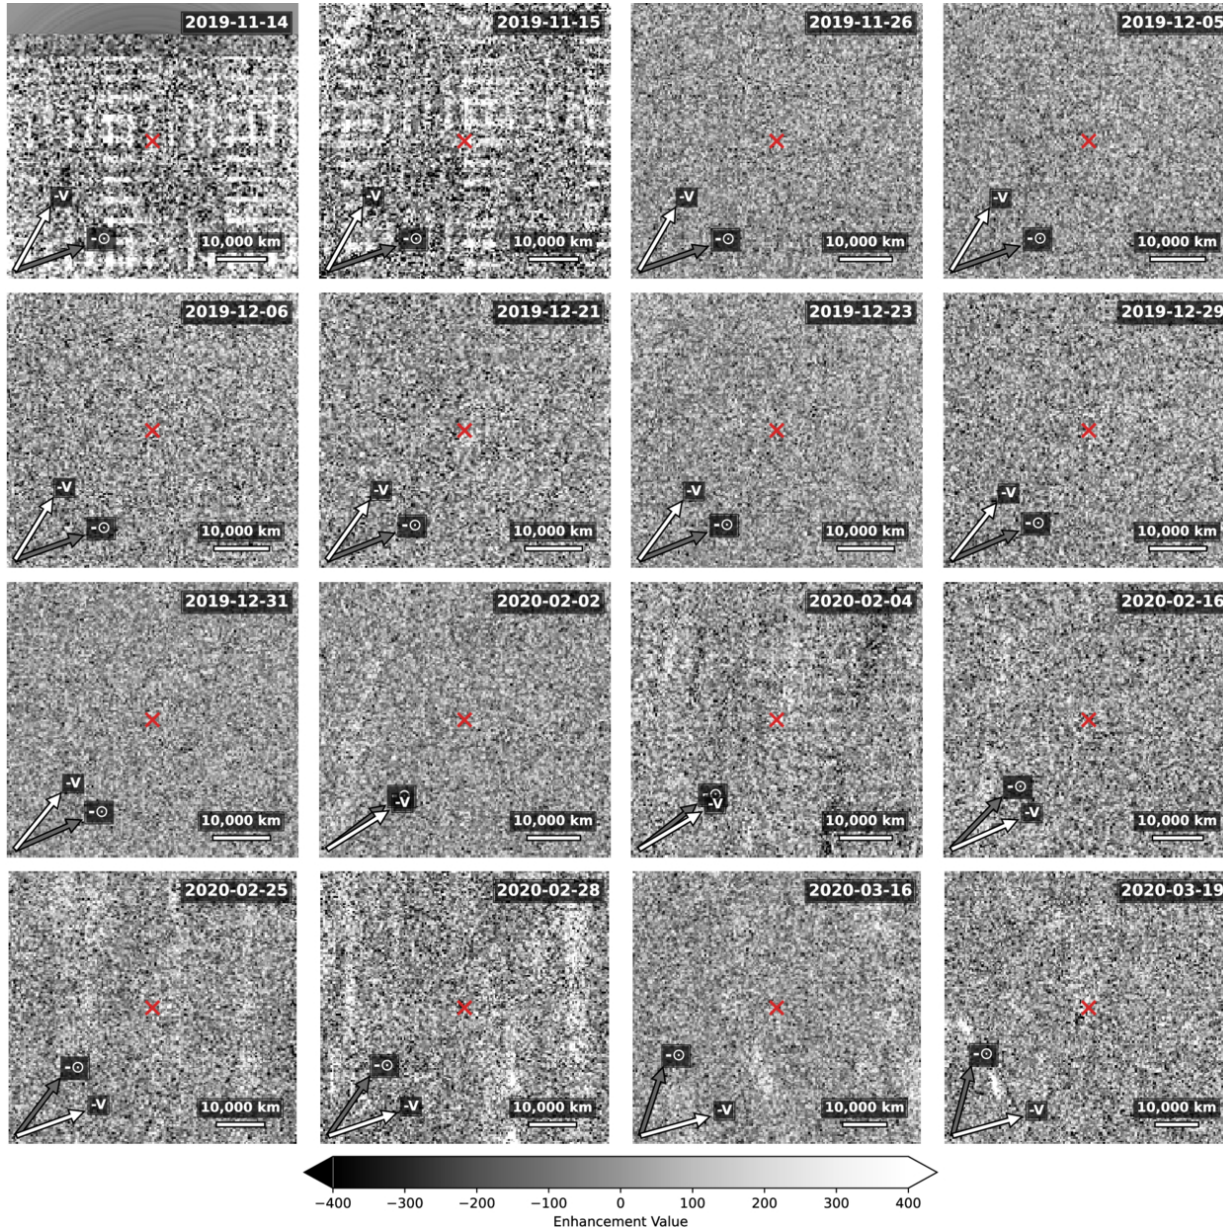 2019-11-14 2019-11-15 2019-11-26 2019-12-05
-V -V -V -V
-⊙ -⊙ -⊙ -⊙
10,000 km 10,000 km 10,000 km 10,000 km
2019-12-06 2019-12-21 2019-12-23 2019-12-29
-V -V -V -V
-⊙ -⊙ -⊙ -⊙
10,000 km 10,000 km 10,000 km 10,000 km
2019-12-31 2020-02-02 2020-02-04 2020-02-16
-V -⊙ -⊙ -⊙
-⊙ -V -V -V
10,000 km 10,000 km 10,000 km 10,000 km
2020-02-25 2020-02-28 2020-03-16 2020-03-19
-⊙ -⊙ -⊙ -⊙
-V -V -V -V
10,000 km 10,000 km 10,000 km 10,000 km
−400 −300 −200 −100 0 100 200 300 400
Enhancement Value